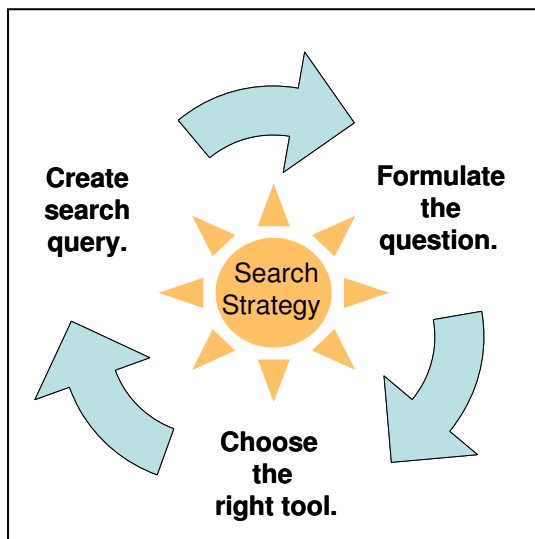 Create
search
query.
Formulate
the
question.
Search
Strategy
Choose
the
right tool.